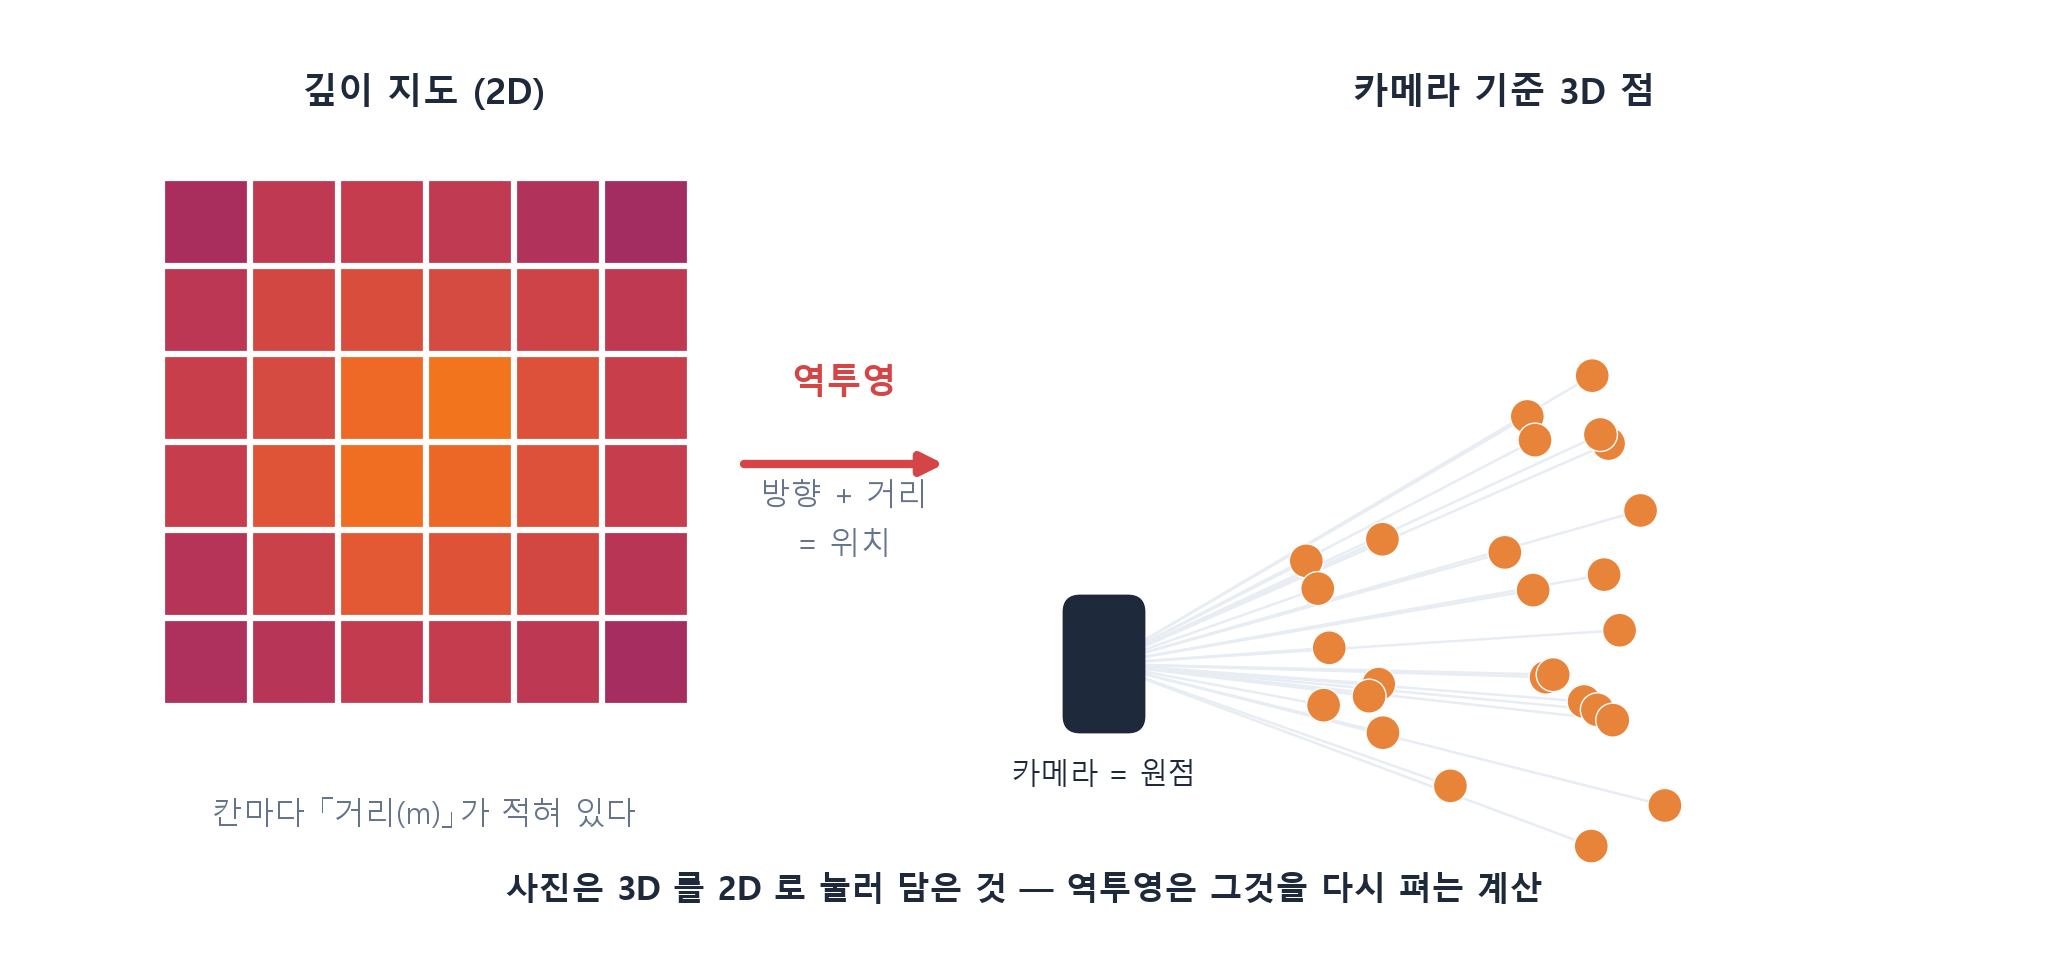 깊이 지도 (2D)
카메라 기준 3D 점
역투영
방향 + 거리
= 위치
카메라 = 원점
칸마다 「거리(m)」가 적혀 있다
사진은 3D 를 2D 로 눌러 담은 것 — 역투영은 그것을 다시 펴는 계산